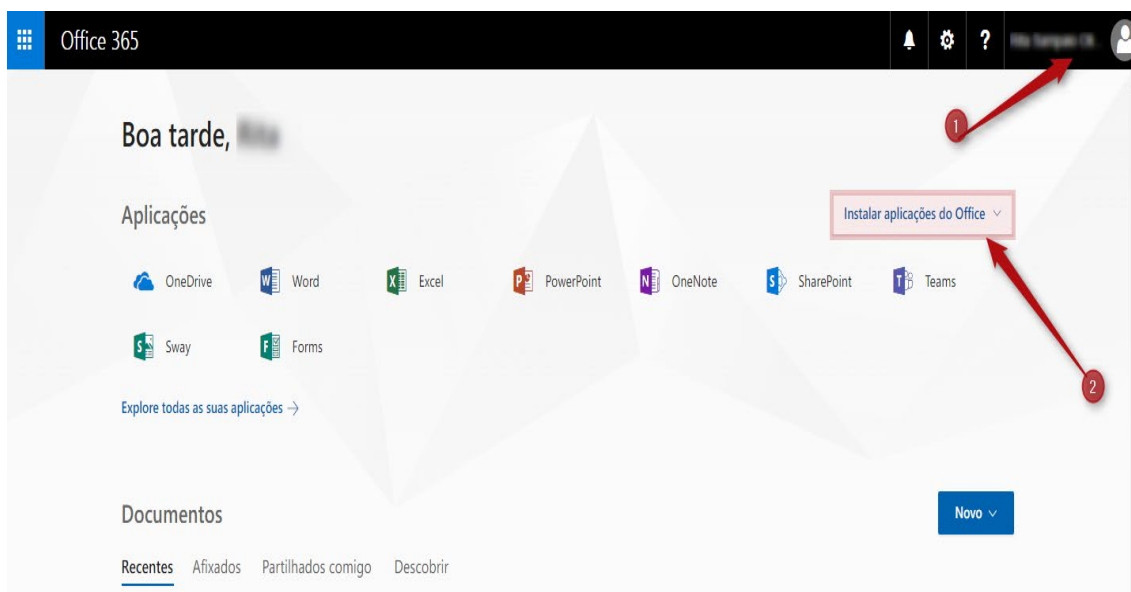 Office 365
?
1
Boa tarde,
Aplicações
Instalar aplicações do Office
OneDrive
Word
Excel
PowerPoint
OneNote
SharePoint
Teams
Sway
Forms
2
Explore todas as suas aplicações →
Documentos
Novo
Recentes
Afixados
Partilhados comigo
Descobrir